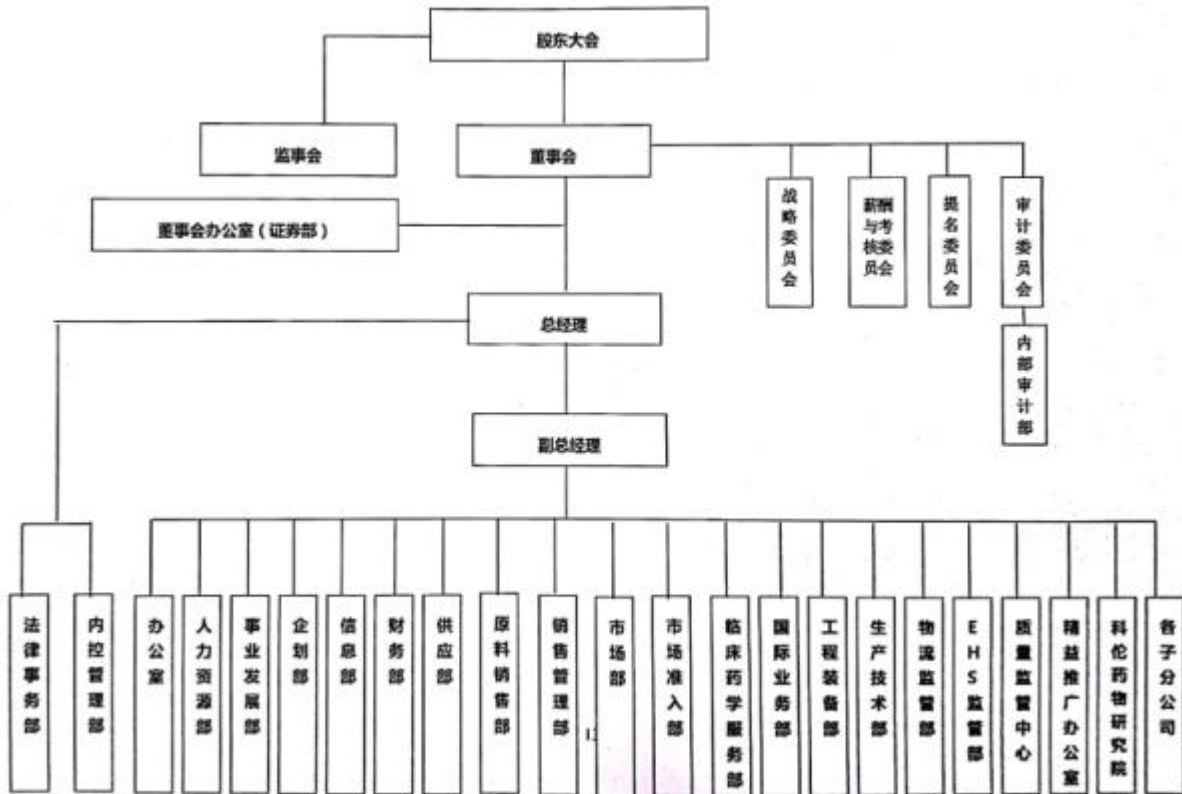 股东大会
监事会
董事会
战略委员会
薪酬与考核委员会
提名委员会
审计委员会
董事会办公室（证券部）
总经理
内部审计部
副总经理
法律事务部
内控管理部
办公室
人力资源部
事业发展部
企划部
信息部
财务部
供应部
原料销售部
销售管理部
市场部
市场准入部
临床药学服务部
国际业务部
工程装备部
生产技术部
物流监管部
EHS监管部
质量监管中心
精益推广办公室
科伦药物研究院
各子分公司